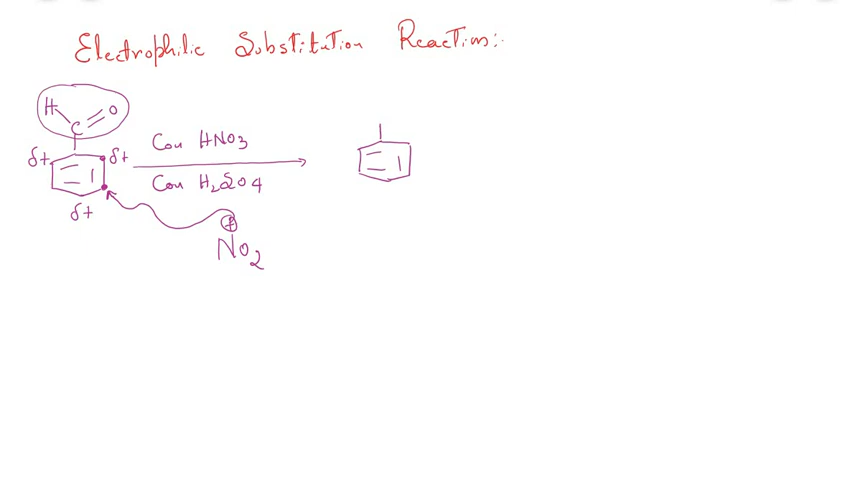 Electrophilic Substitution Reaction:
H
O
C
δ+ δ+
Con HNO3
Con H2SO4
δ+
+
NO2